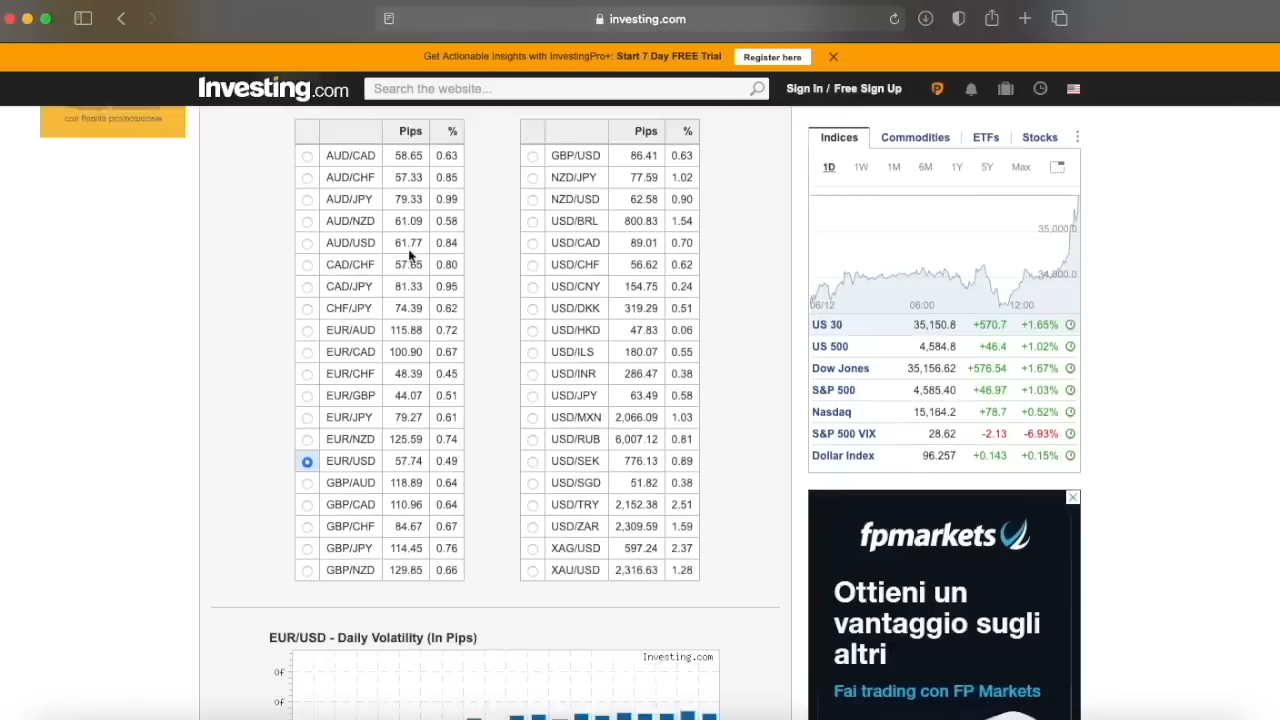 investing.com
Get Actionable Insights with InvestingPro+: Start 7 Day FREE Trial
Register here
Investing.com
Search the website...
Sign In / Free Sign Up
con finalità promozionale
Pips %
AUD/CAD 58.65 0.63
AUD/CHF 57.33 0.85
AUD/JPY 79.33 0.99
AUD/NZD 61.09 0.58
AUD/USD 61.77 0.84
CAD/CHF 57.65 0.80
CAD/JPY 81.33 0.95
CHF/JPY 74.39 0.62
EUR/AUD 115.88 0.72
EUR/CAD 100.90 0.67
EUR/CHF 48.39 0.45
EUR/GBP 44.07 0.51
EUR/JPY 79.27 0.61
EUR/NZD 125.59 0.74
EUR/USD 57.74 0.49
GBP/AUD 118.89 0.64
GBP/CAD 110.96 0.64
GBP/CHF 84.67 0.67
GBP/JPY 114.45 0.76
GBP/NZD 129.85 0.66
Pips %
GBP/USD 86.41 0.63
NZD/JPY 77.59 1.02
NZD/USD 62.58 0.90
USD/BRL 800.83 1.54
USD/CAD 89.01 0.70
USD/CHF 56.62 0.62
USD/CNY 154.75 0.24
USD/DKK 319.29 0.51
USD/HKD 47.83 0.06
USD/ILS 180.07 0.55
USD/INR 286.47 0.38
USD/JPY 63.49 0.58
USD/MXN 2,066.09 1.03
USD/RUB 6,007.12 0.81
USD/SEK 776.13 0.89
USD/SGD 51.82 0.38
USD/TRY 2,152.38 2.51
USD/ZAR 2,309.59 1.59
XAG/USD 597.24 2.37
XAU/USD 2,316.63 1.28
EUR/USD - Daily Volatility (In Pips)
Investing.com
0f
0f
Indices Commodities ETFs Stocks
1D 1W 1M 6M 1Y 5Y Max
35,000.0
34,000.0
06/12 06:00 12:00
US 30 35,150.8 +570.7 +1.65%
US 500 4,584.8 +46.4 +1.02%
Dow Jones 35,156.62 +576.54 +1.67%
S&P 500 4,585.40 +46.97 +1.03%
Nasdaq 15,164.2 +78.7 +0.52%
S&P 500 VIX 28.62 -2.13 -6.93%
Dollar Index 96.257 +0.143 +0.15%
fpmarkets
Ottieni un
vantaggio sugli
altri
Fai trading con FP Markets